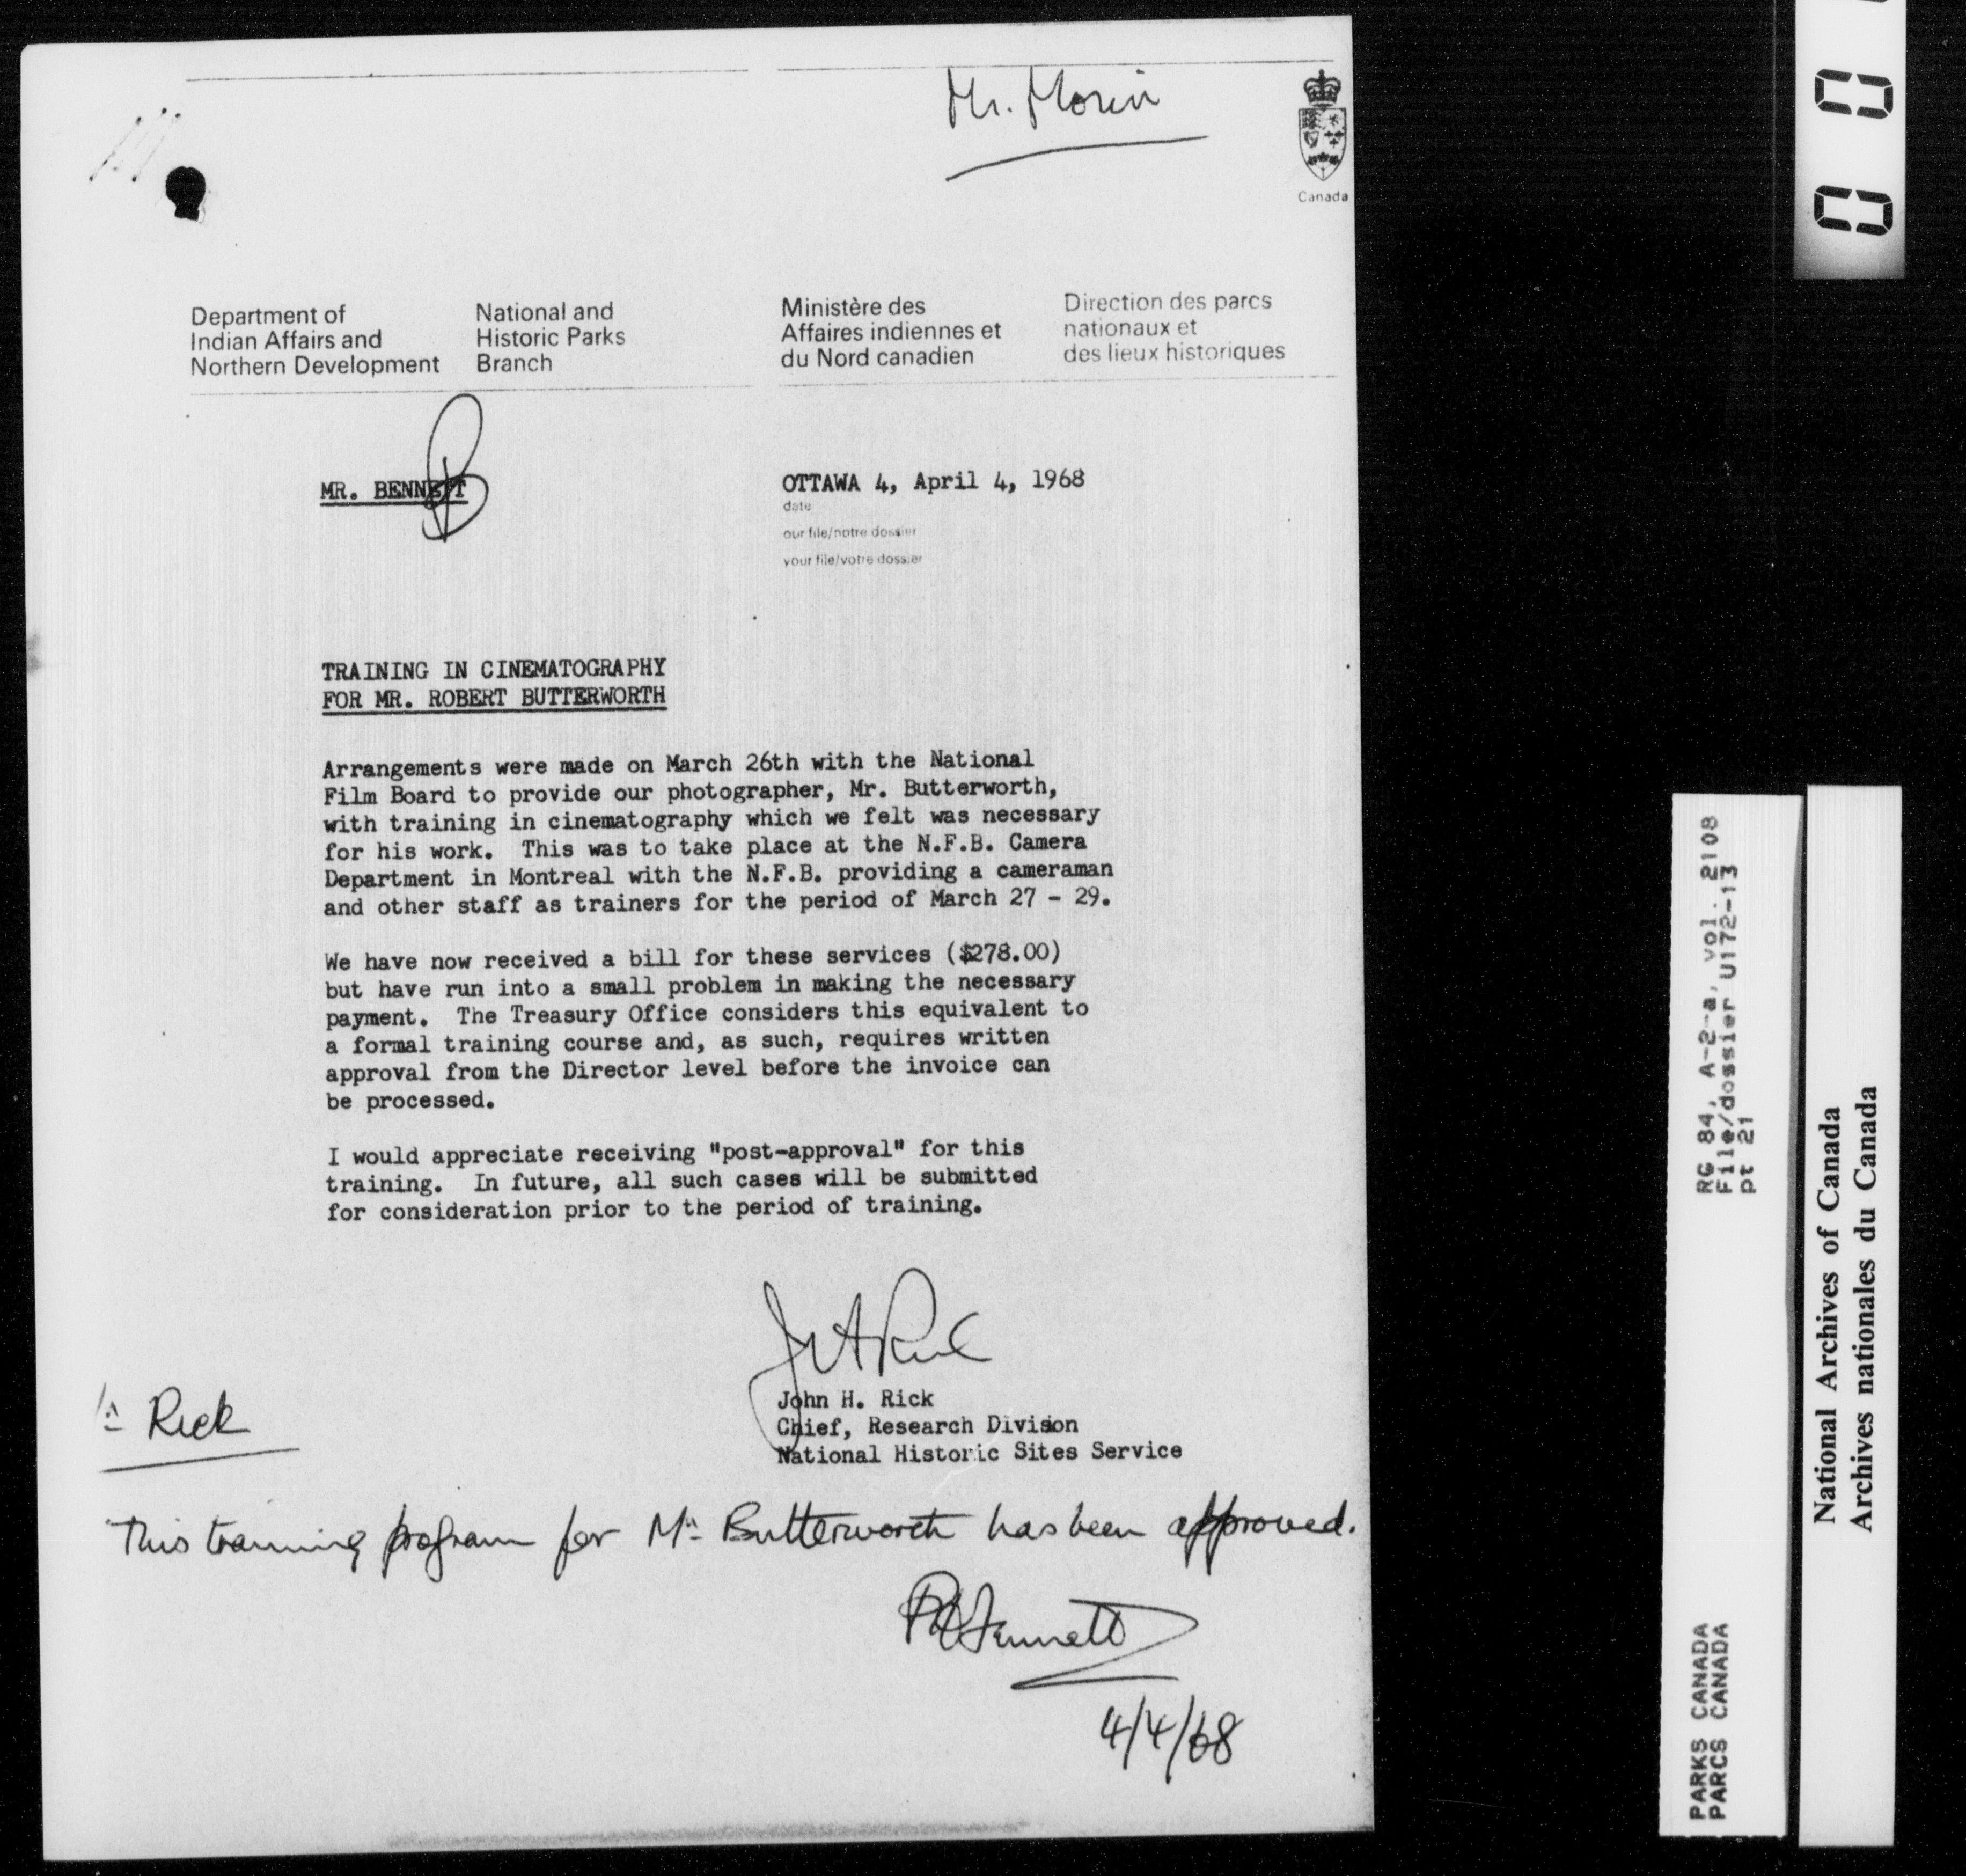 Mr. Morin
Canada
Department of
Indian Affairs and
Northern Development
National and
Historic Parks
Branch
Ministère des
Affaires indiennes et
du Nord canadien
Direction des parcs
nationaux et
des lieux historiques
MR. BENNETT
OTTAWA 4, April 4, 1968
date
our file/notre dossier
your file/votre dossier
TRAINING IN CINEMATOGRAPHY
FOR MR. ROBERT BUTTERWORTH
Arrangements were made on March 26th with the National
Film Board to provide our photographer, Mr. Butterworth,
with training in cinematography which we felt was necessary
for his work. This was to take place at the N.F.B. Camera
Department in Montreal with the N.F.B. providing a cameraman
and other staff as trainers for the period of March 27 - 29.
We have now received a bill for these services ($278.00)
but have run into a small problem in making the necessary
payment. The Treasury Office considers this equivalent to
a formal training course and, as such, requires written
approval from the Director level before the invoice can
be processed.
I would appreciate receiving "post-approval" for this
training. In future, all such cases will be submitted
for consideration prior to the period of training.
John H. Rick
Chief, Research Division
National Historic Sites Service
Rick
This training program for Mr. Butterworth has been approved.
4/4/68
RG 84, A-2-a, vol. 2108
File/dossier U172-13
pt 21
PARKS CANADA
PARCS CANADA
National Archives of Canada
Archives nationales du Canada